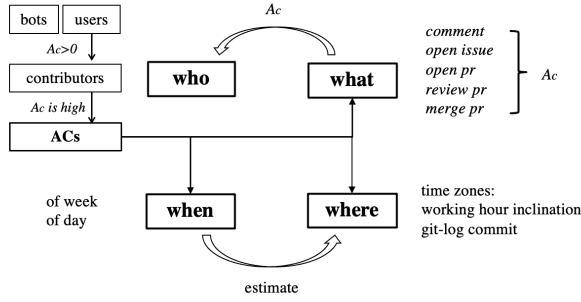 bots
users
Ac>0
contributors
Ac is high
ACs
Ac
who
what
comment
open issue
open pr
review pr
merge pr
Ac
of week
of day
when
where
time zones:
working hour inclination
git-log commit
estimate